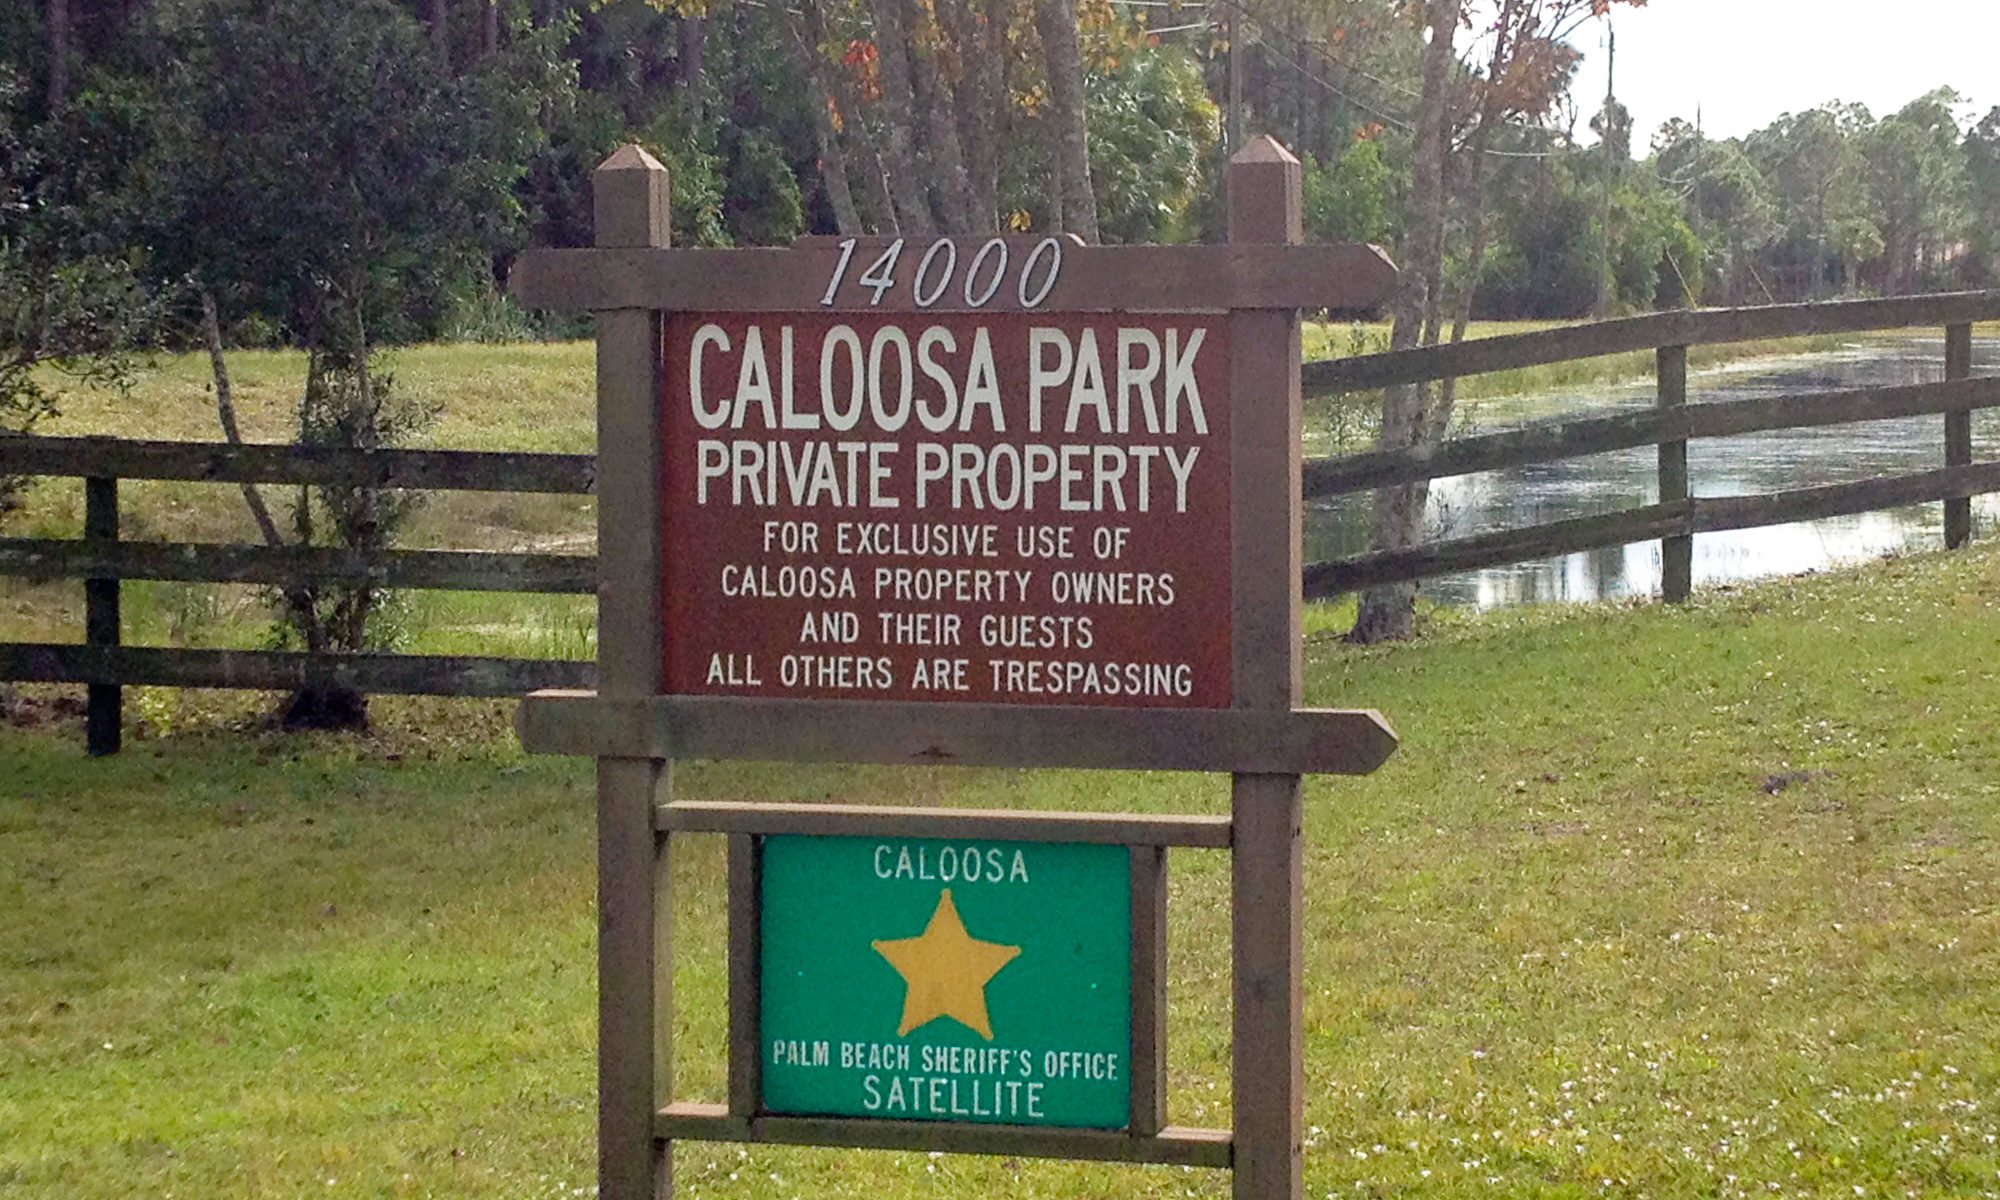 14000
CALOOSA PARK
PRIVATE PROPERTY
FOR EXCLUSIVE USE OF
CALOOSA PROPERTY OWNERS
AND THEIR GUESTS
ALL OTHERS ARE TRESPASSING
CALOOSA
PALM BEACH SHERIFF'S OFFICE
SATELLITE